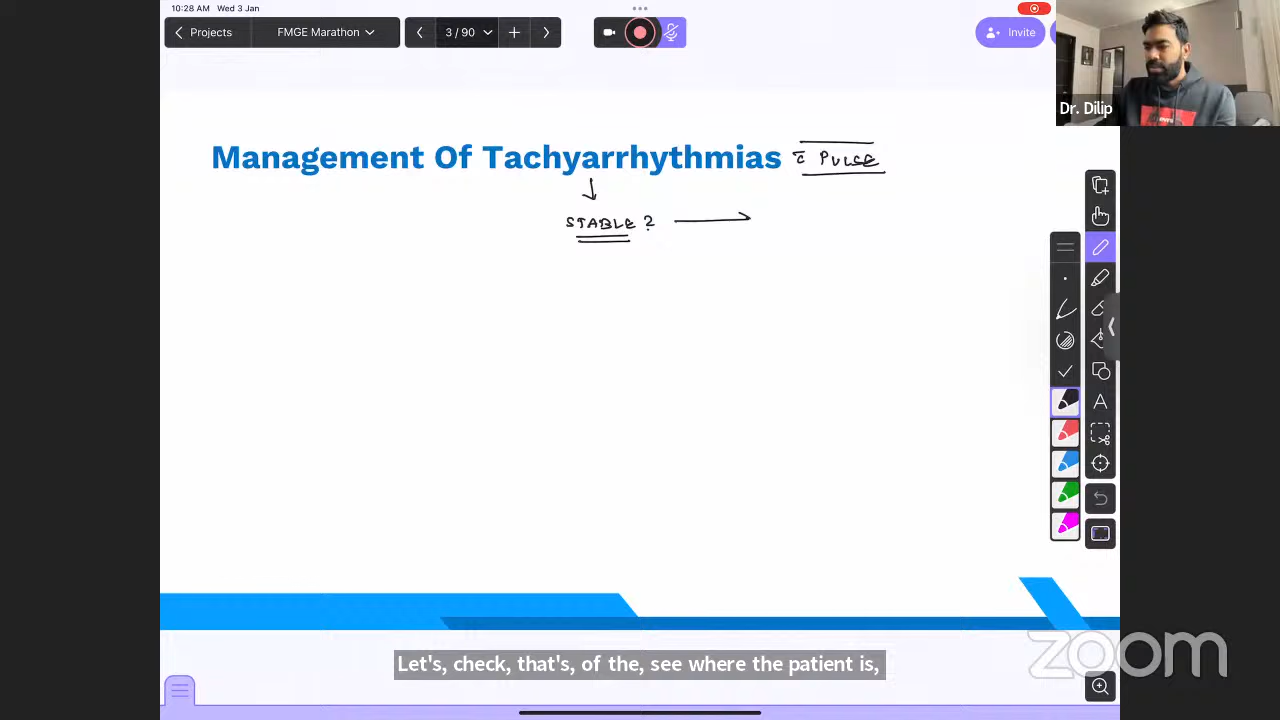 10:28 AM Wed 3 Jan
Projects
FMGE Marathon
3 / 90
Invite
Dr. Dilip
Management Of Tachyarrhythmias c̄ PULSE
STABLE ?
A
Let's, check, that's, of the, see where the patient is,
zoom